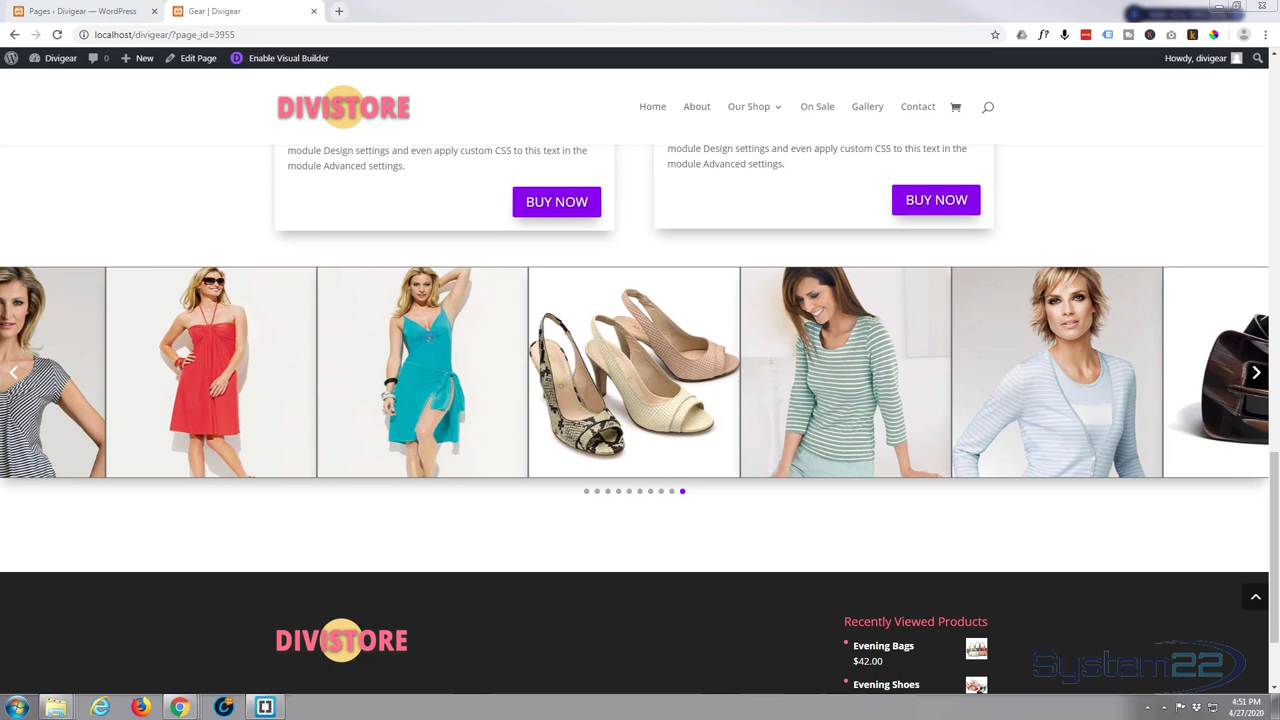 Pages ‹ Divigear — WordPress
Gear | Divigear
localhost/divigear/?page_id=3955
Divigear
0
New
Edit Page
Enable Visual Builder
Howdy, divigear
DIVISTORE
Home
About
Our Shop
On Sale
Gallery
Contact
module Design settings and even apply custom CSS to this text in the
module Advanced settings.
BUY NOW
module Design settings and even apply custom CSS to this text in the
module Advanced settings.
BUY NOW
DIVISTORE
Recently Viewed Products
Evening Bags
$42.00
Evening Shoes
System22
4:51 PM
4/27/2020